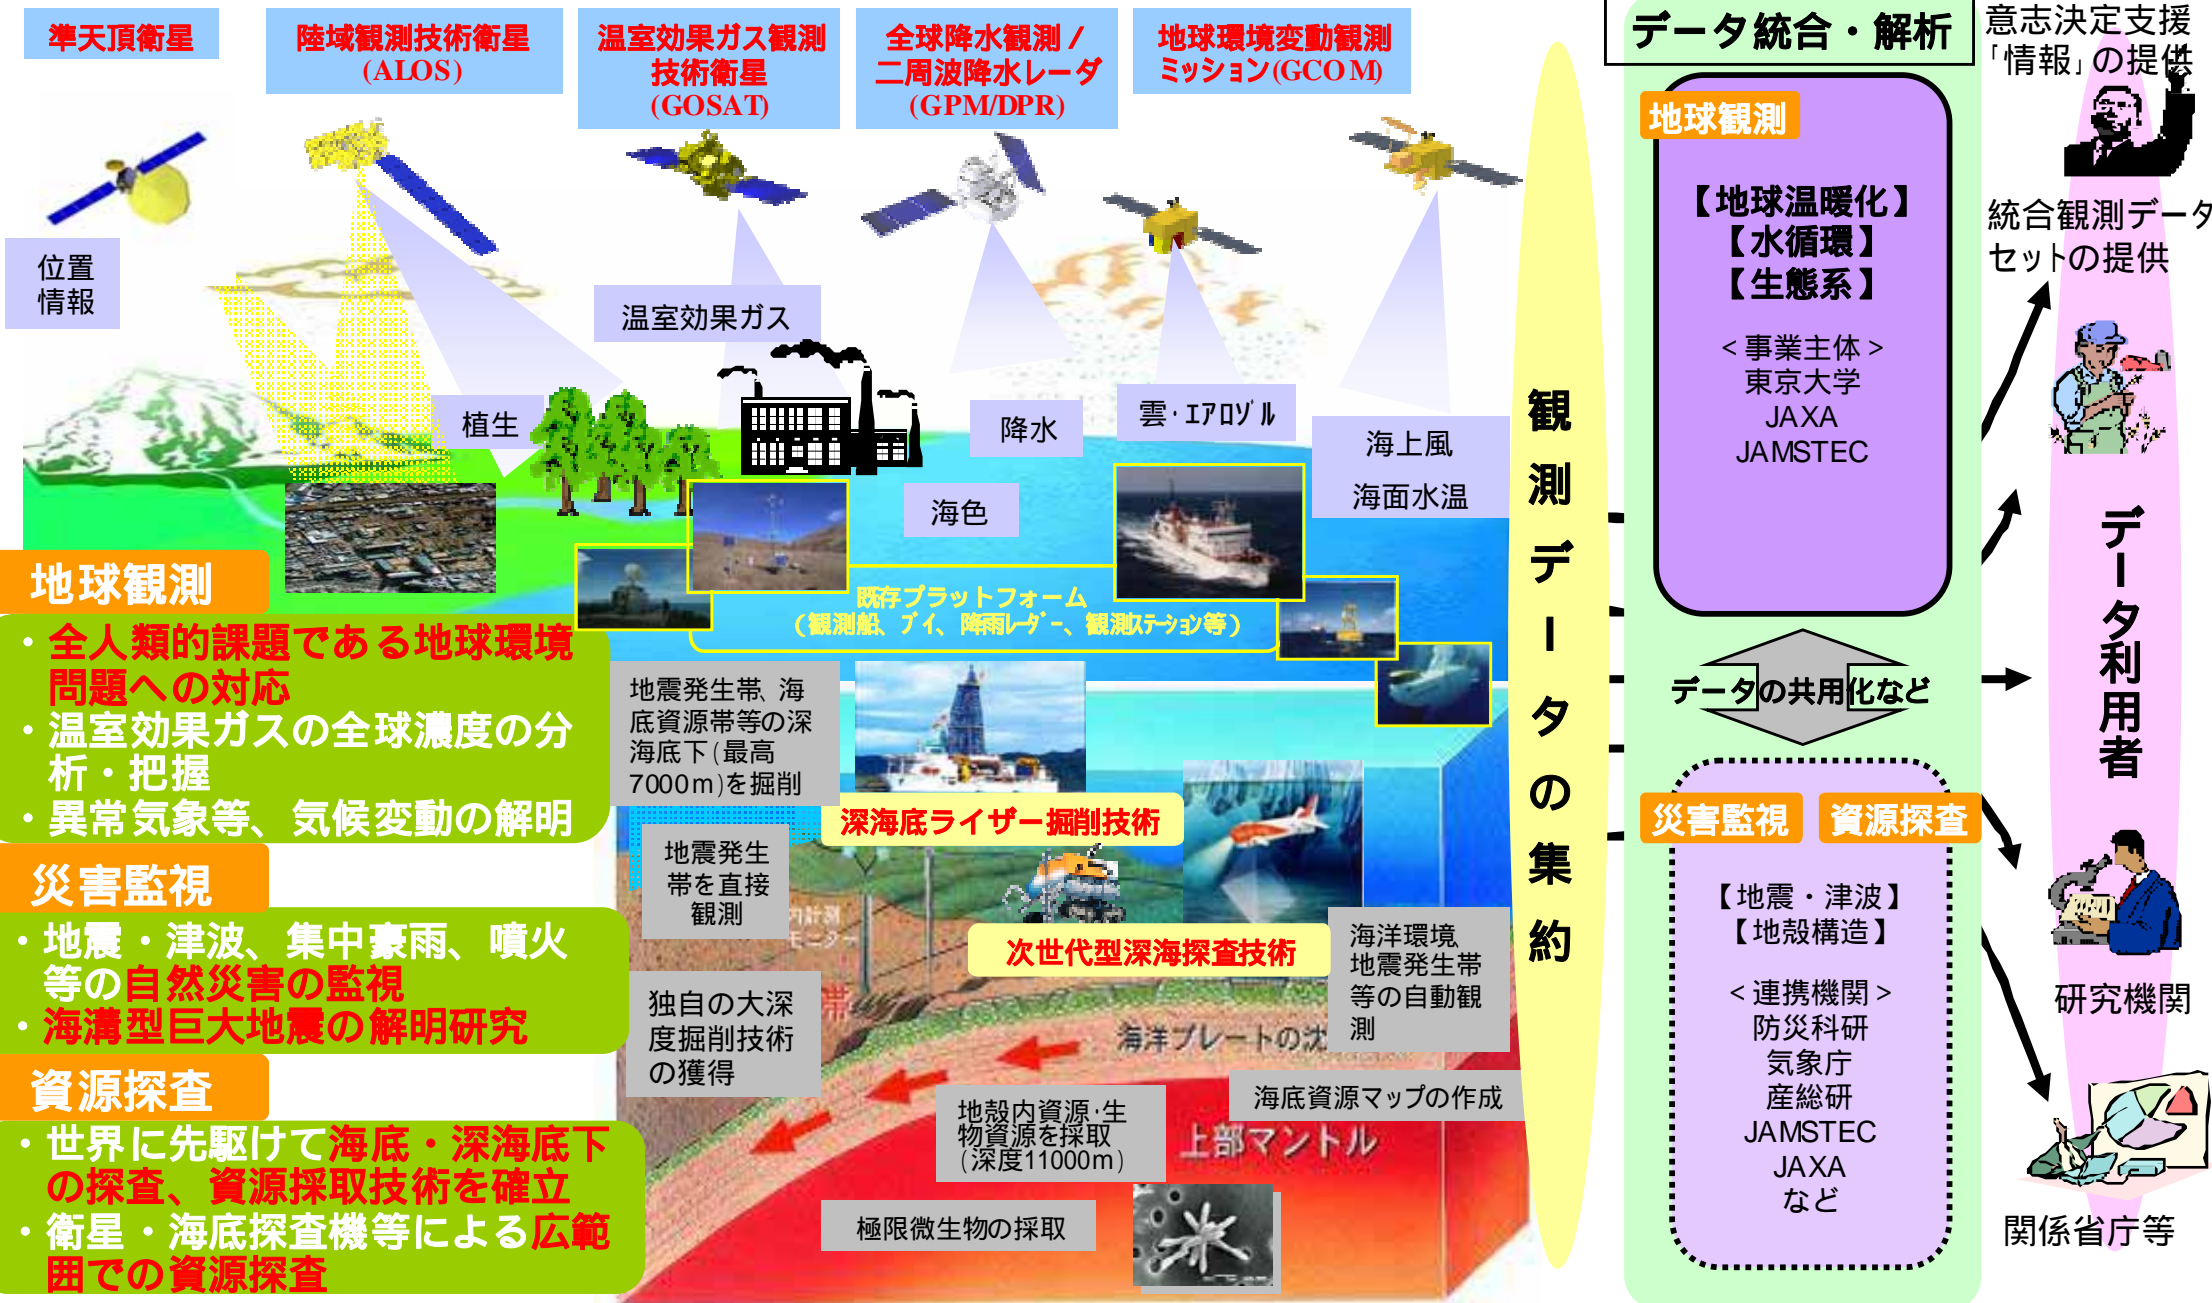 準天頂衛星
陸域観測技術衛星
(ALOS)
温室効果ガス観測
技術衛星
(GOSAT)
全球降水観測/
二周波降水レーダ
(GPM/DPR)
地球環境変動観測
ミッション(GCOM)
位置
情報
温室効果ガス
植生
降水
雲・エアロゾル
海上風
海面水温
海色
既存プラットフォーム
(観測船、ブイ、降雨レーダー、観測ステーション等)
地球観測
・全人類的課題である地球環境
問題への対応
・温室効果ガスの全球濃度の分
析・把握
・異常気象等、気候変動の解明
災害監視
・地震・津波、集中豪雨、噴火
等の自然災害の監視
・海溝型巨大地震の解明研究
資源探査
・世界に先駆けて海底・深海底下
の探査、資源採取技術を確立
・衛星・海底探査機等による広範
囲での資源探査
地震発生帯、海
底資源帯等の深
海底下(最高
7000m)を掘削
深海底ライザー掘削技術
地震発生
帯を直接
観測
内計測
モニター
次世代型深海探査技術
海洋環境、
地震発生帯
等の自動観
測
独自の大深
度掘削技術
の獲得
帯
海洋プレートの沈
海底資源マップの作成
地殻内資源・生
物資源を採取
(深度11000m)
上部マントル
極限微生物の採取
観測データの集約
データ統合・解析
地球観測
【地球温暖化】
【水循環】
【生態系】
<事業主体>
東京大学
JAXA
JAMSTEC
データの共用化など
災害監視
資源探査
【地震・津波】
【地殻構造】
<連携機関>
防災科研
気象庁
産総研
JAMSTEC
JAXA
など
意志決定支援
「情報」の提供
統合観測データ
セットの提供
データ利用者
研究機関
関係省庁等